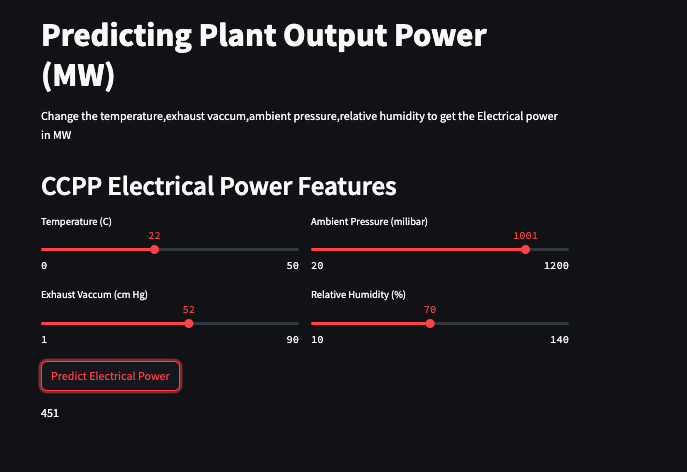 Predicting Plant Output Power
(MW)
Change the temperature,exhaust vaccum,ambient pressure,relative humidity to get the Electrical power
in MW
CCPP Electrical Power Features
Temperature (C)
22
0 50
Ambient Pressure (milibar)
1001
20 1200
Exhaust Vaccum (cm Hg)
52
1 90
Relative Humidity (%)
70
10 140
Predict Electrical Power
451